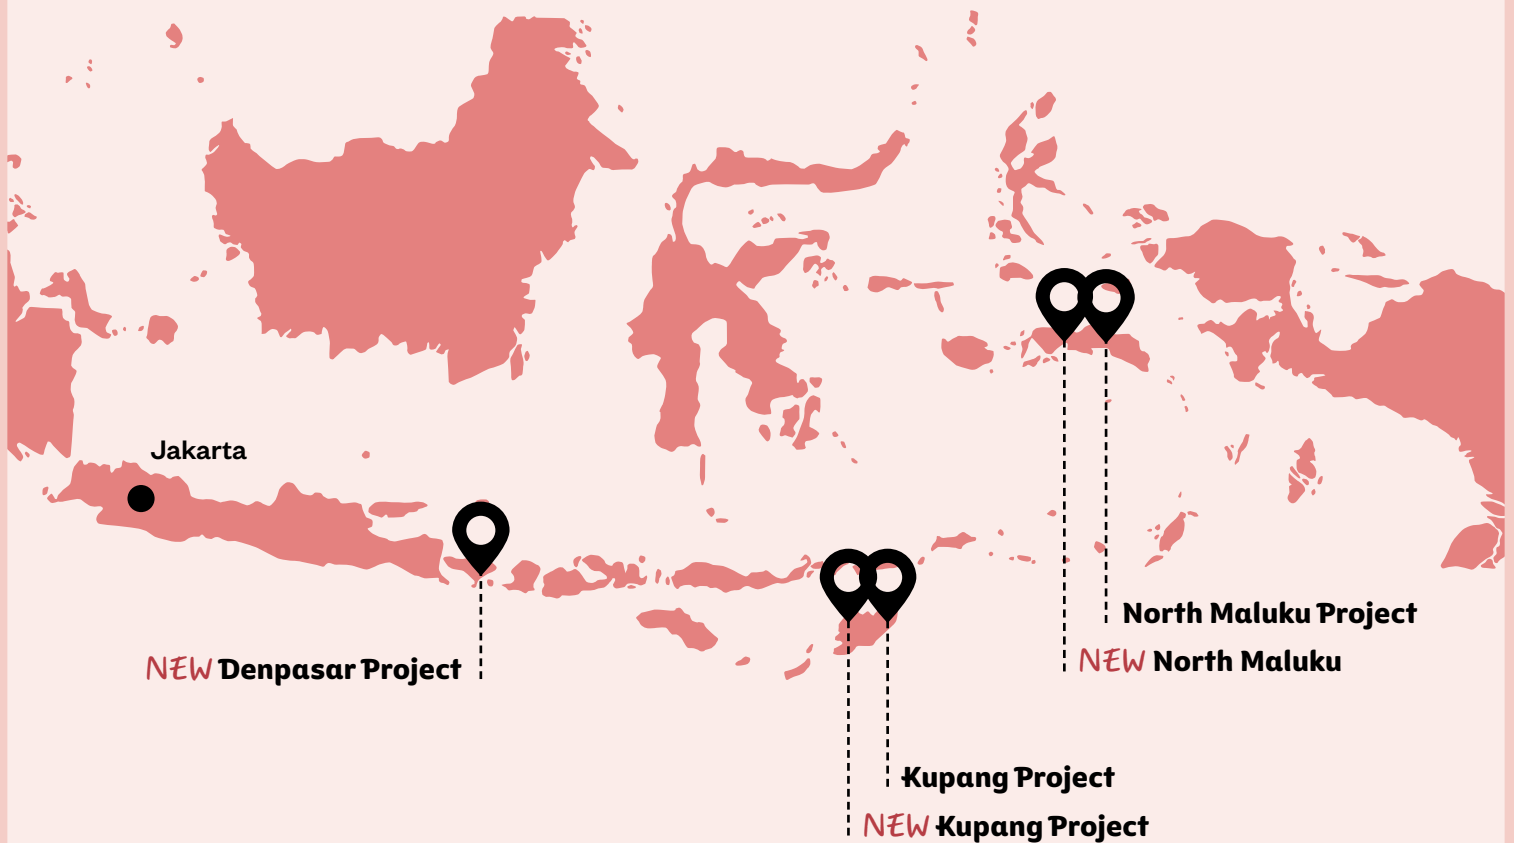 Jakarta
North Maluku Project
NEW North Maluku
NEW Denpasar Project
Kupang Project
NEW Kupang Project